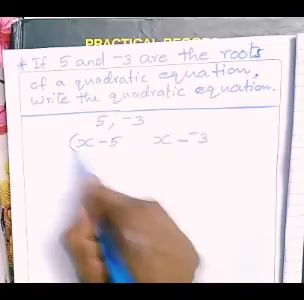 PRACTICAL RECORD
* If 5 and -3 are the roots
of a quadratic equation,
write the quadratic equation.
5, -3
(x - 5    x - -3